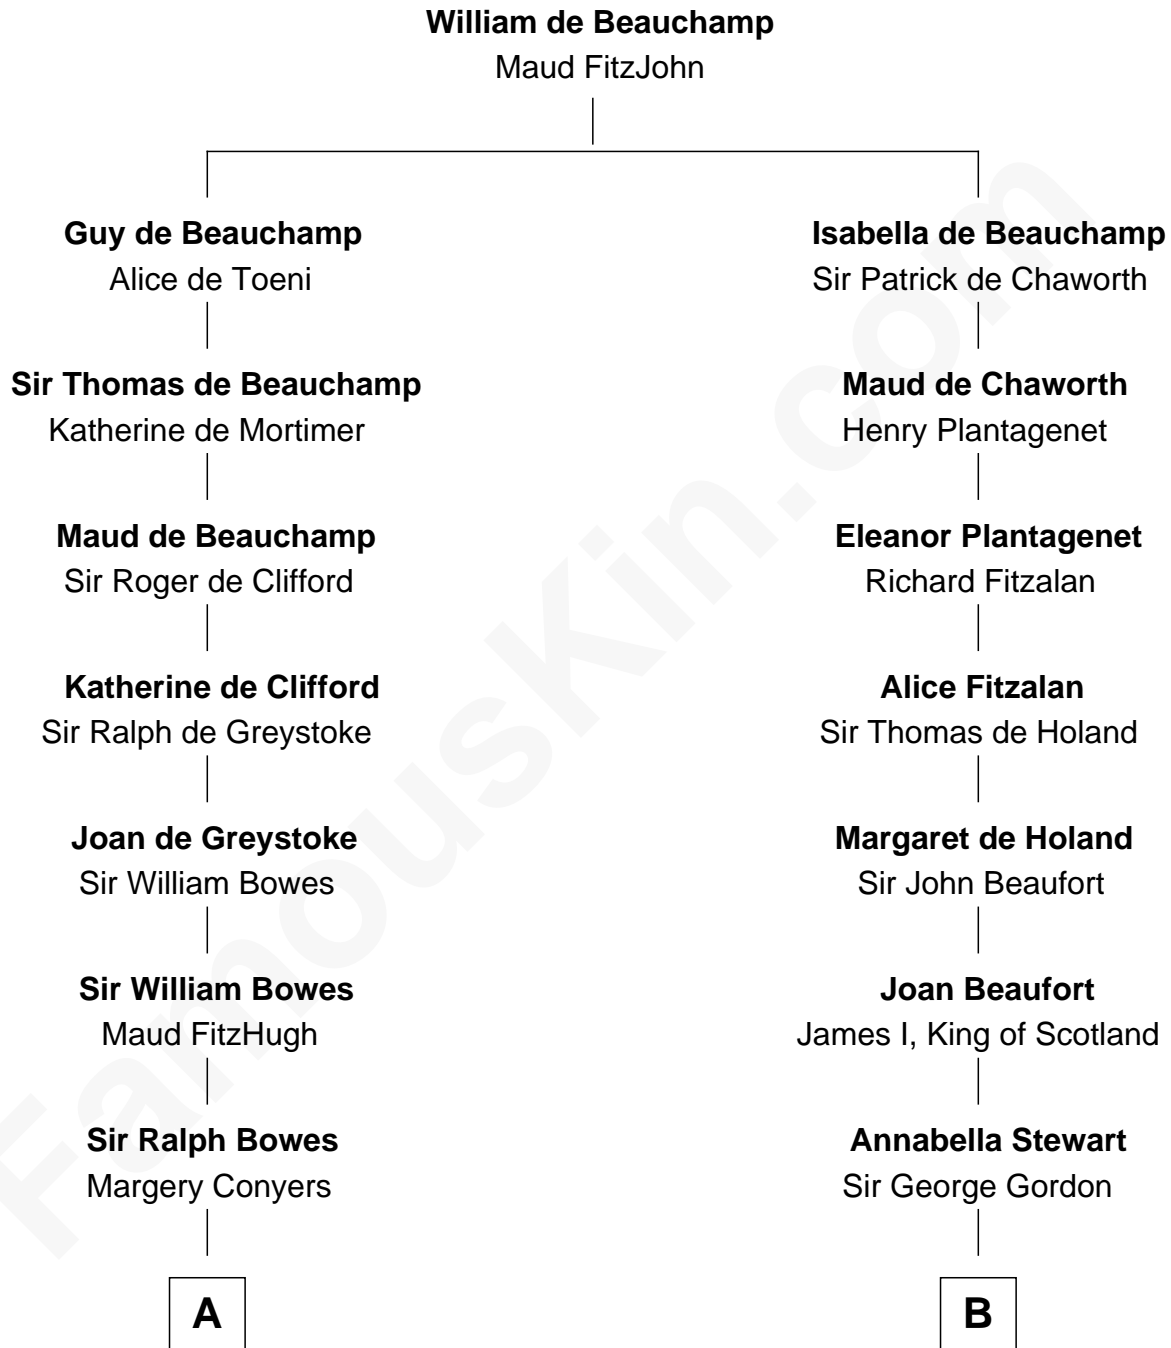 William de Beauchamp
Maud FitzJohn
Guy de Beauchamp
Alice de Toeni
Isabella de Beauchamp
Sir Patrick de Chaworth
Sir Thomas de Beauchamp
Katherine de Mortimer
Maud de Chaworth
Henry Plantagenet
Maud de Beauchamp
Sir Roger de Clifford
Eleanor Plantagenet
Richard Fitzalan
Katherine de Clifford
Sir Ralph de Greystoke
Alice Fitzalan
Sir Thomas de Holand
Joan de Greystoke
Sir William Bowes
Margaret de Holand
Sir John Beaufort
Sir William Bowes
Maud FitzHugh
Joan Beaufort
James I, King of Scotland
Sir Ralph Bowes
Margery Conyers
Annabella Stewart
Sir George Gordon
A
B
FamousKin.com